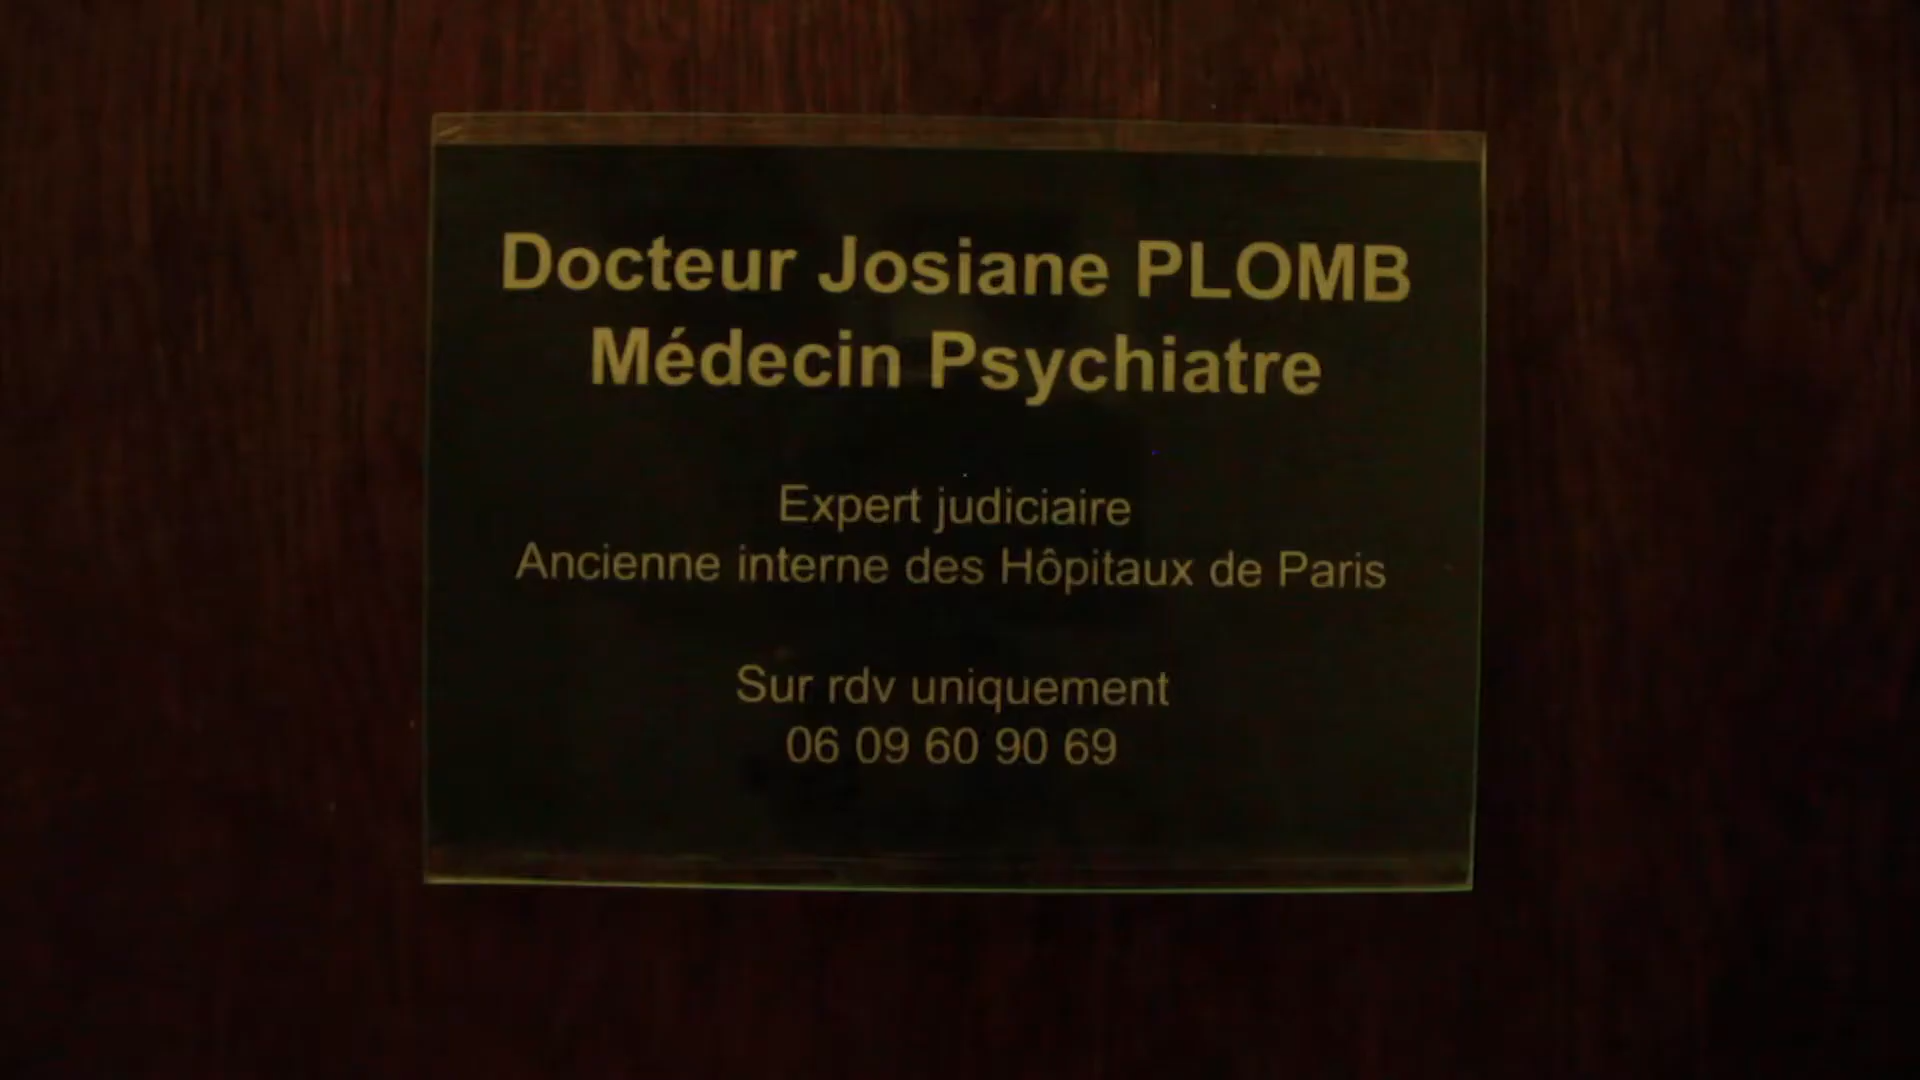 Docteur Josiane PLOMB
Médecin Psychiatre
Expert judiciaire
Ancienne interne des Hôpitaux de Paris
Sur rdv uniquement
06 09 60 90 69